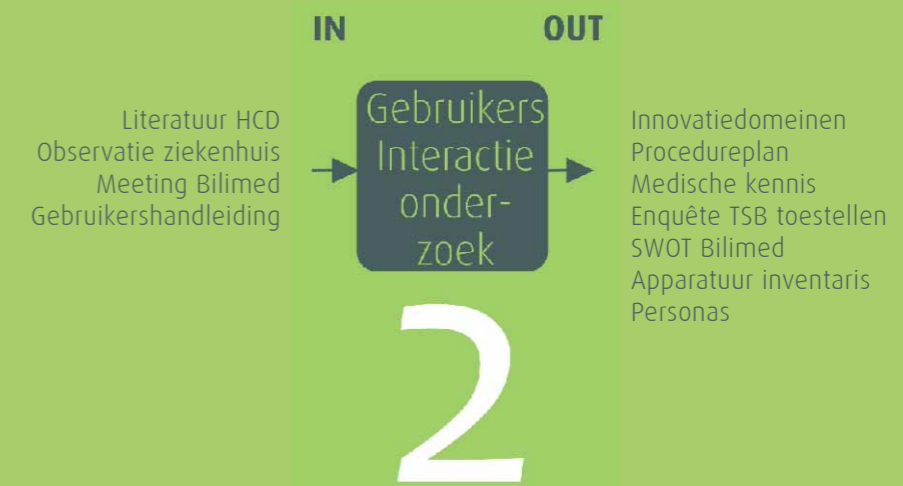 IN
OUT
Literatuur HCD
Observatie ziekenhuis
Meeting Bilimed
Gebruikershandleiding
Gebruikers
Interactie
onder-
zoek
Innovatiedomeinen
Procedureplan
Medische kennis
Enquête TSB toestellen
SWOT Bilimed
Apparatuur inventaris
Personas
2